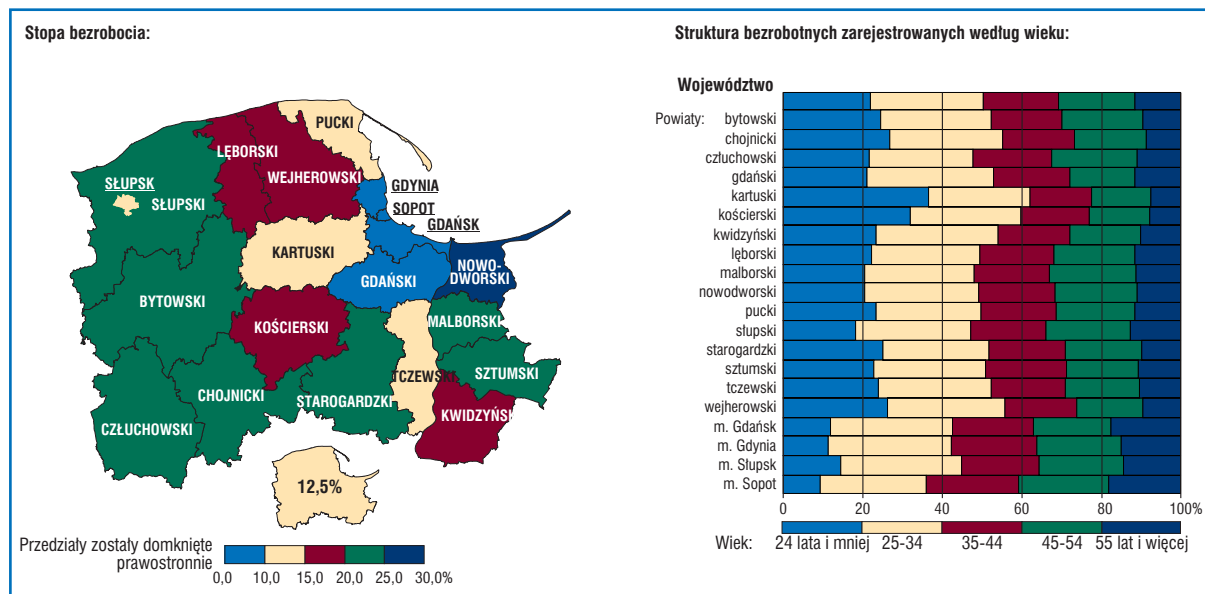 Stopa bezrobocia:
PUCKI
LĘBORSKI
WEJHEROWSKI
SŁUPSK
SŁUPSKI
GDYNIA
SOPOT
GDAŃSK
KARTUSKI
GDAŃSKI
NOWO-
DWORSKI
BYTOWSKI
KOŚCIERSKI
MALBORSKI
TCZEWSKI
SZTUMSKI
CHOJNICKI
STAROGARDZKI
KWIDZYŃSKI
CZŁUCHOWSKI
12,5%
Przedziały zostały domknięte
prawostronnie
0,0 10,0 15,0 20,0 25,0 30,0%
Struktura bezrobotnych zarejestrowanych według wieku:
Województwo
Powiaty: bytowski
chojnicki
człuchowski
gdański
kartuski
kościerski
kwidzyński
lęborski
malborski
nowodworski
pucki
słupski
starogardzki
sztumski
tczewski
wejherowski
m. Gdańsk
m. Gdynia
m. Słupsk
m. Sopot
0 20 40 60 80 100%
Wiek: 24 lata i mniej 25-34 35-44 45-54 55 lat i więcej